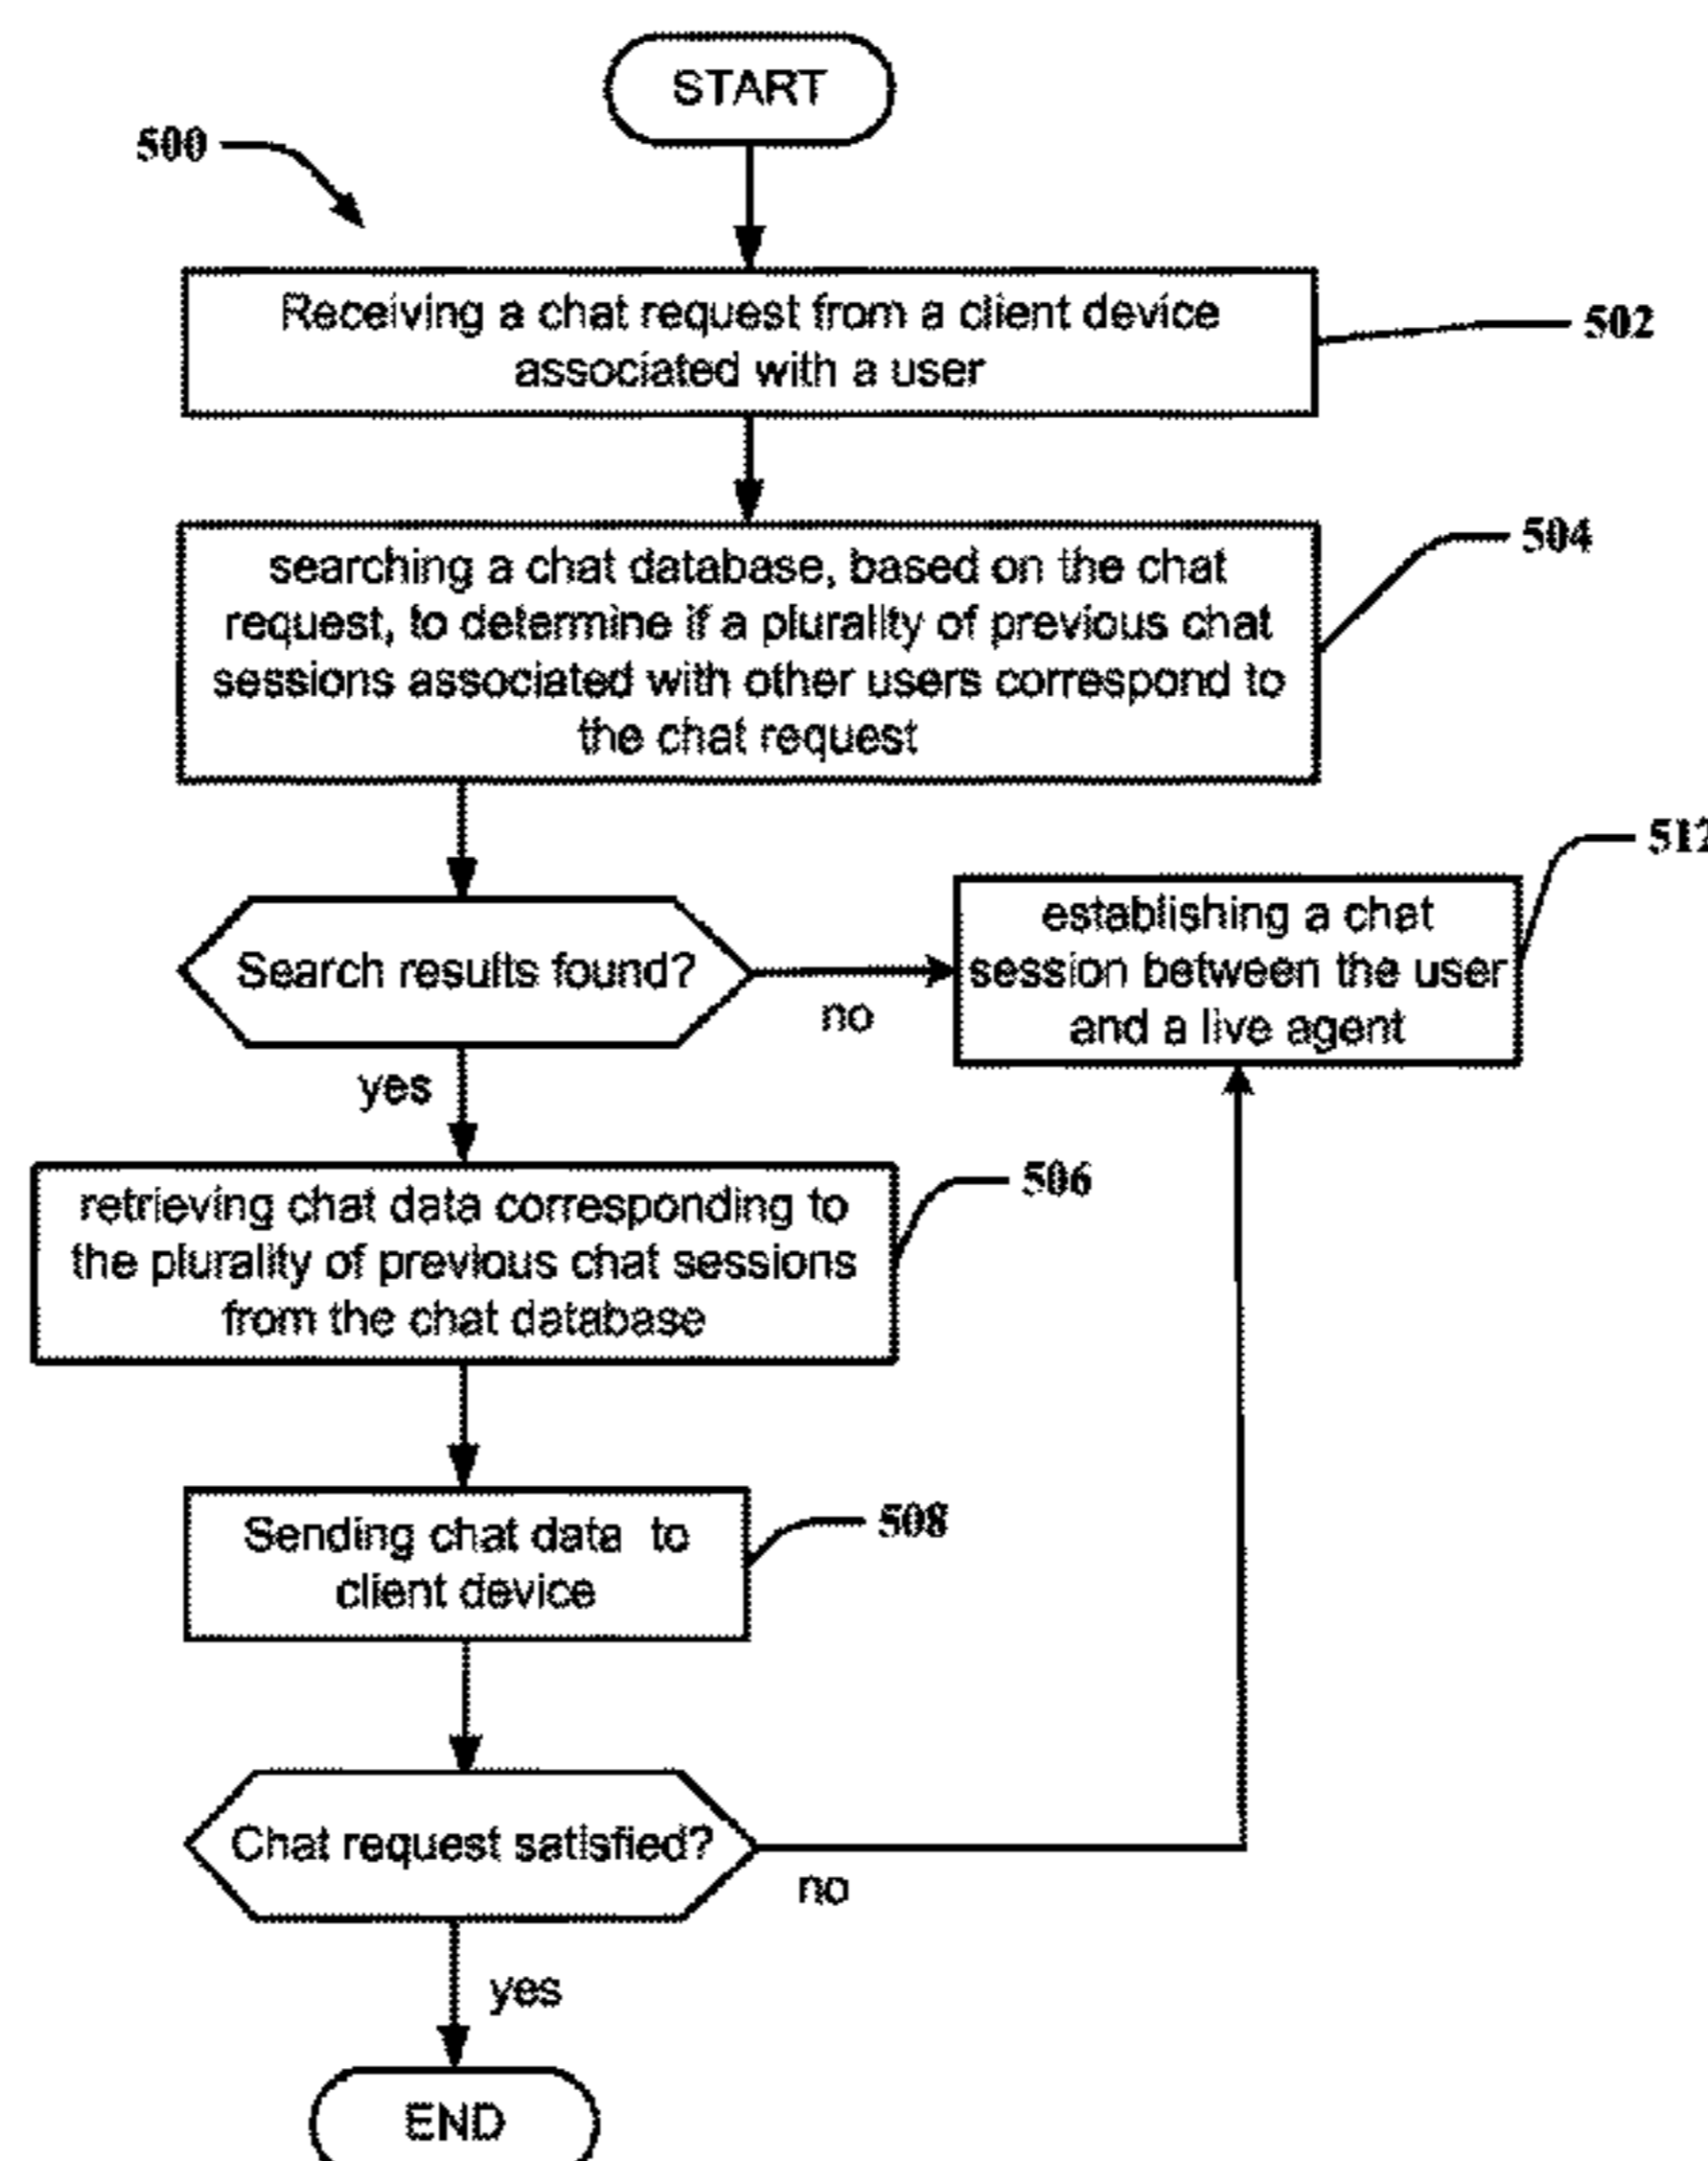 START
500
Receiving a chat request from a client device
associated with a user
502
searching a chat database, based on the chat
request, to determine if a plurality of previous chat
sessions associated with other users correspond to
the chat request
504
512
establishing a chat
session between the user
and a live agent
Search results found?
no
yes
retrieving chat data corresponding to
the plurality of previous chat sessions
from the chat database
506
Sending chat data to
client device
508
Chat request satisfied?
no
yes
END